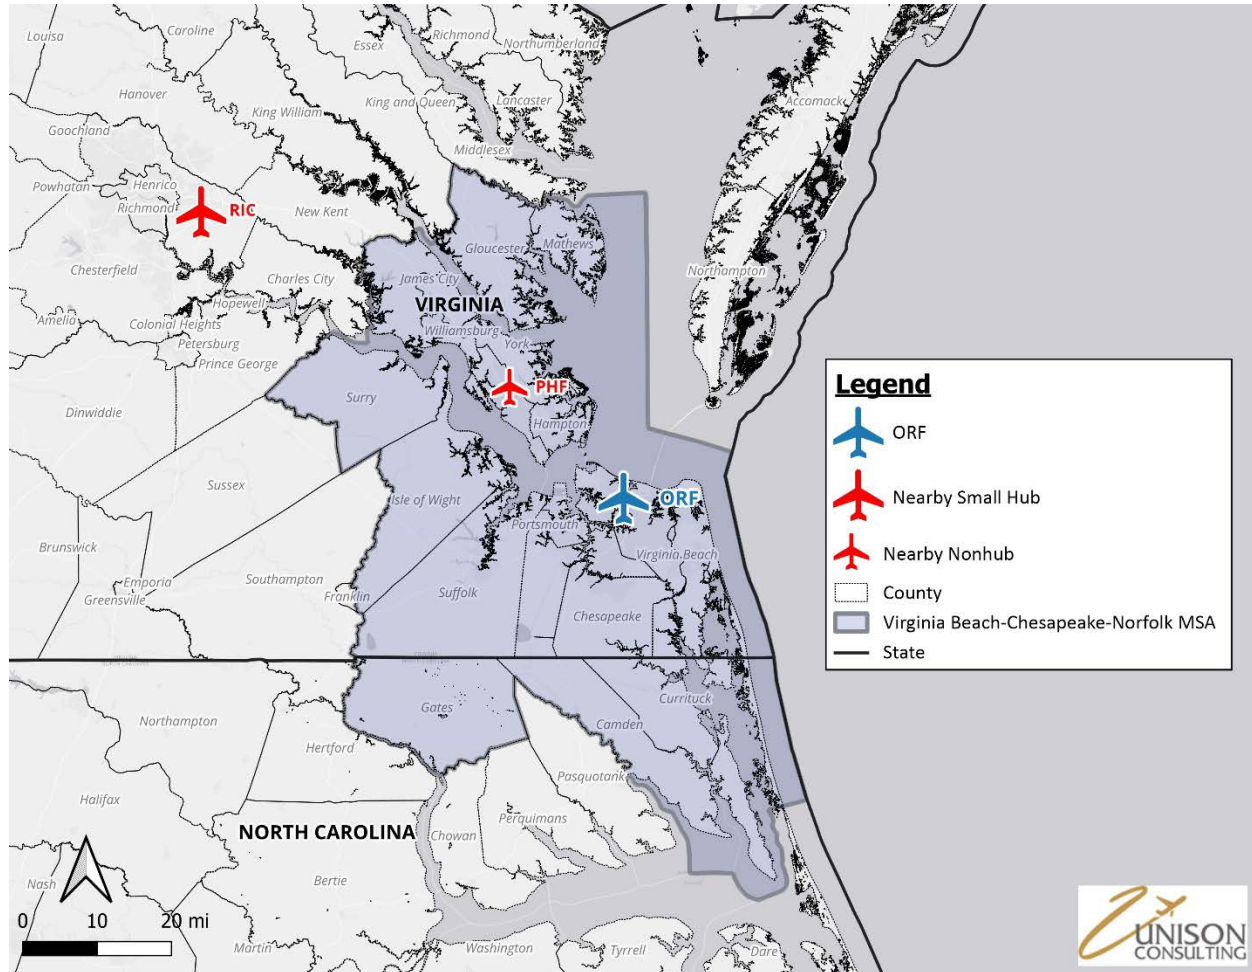 Louisa
Caroline
Essex
Richmond
Northumberland
Hanover
King William
King and Queen
Lancaster
Accomack
Goochland
Middlesex
Powhatan
Henrico
Richmond
RIC
New Kent
Gloucester
Mathews
Chesterfield
Charles City
James City
Northampton
Hopewell
VIRGINIA
Amelia
Colonial Heights
Williamsburg
Petersburg
York
Prince George
PHF
Dinwiddie
Surry
Hampton
Sussex
Isle of Wight
ORF
Portsmouth
Brunswick
Virginia Beach
Emporia
Southampton
Greensville
Franklin
Suffolk
Chesapeake
Legend
ORF
Nearby Small Hub
Nearby Nonhub
County
Virginia Beach-Chesapeake-Norfolk MSA
State
Northampton
Gates
Currituck
Camden
Hertford
Pasquotank
Halifax
NORTH CAROLINA
Chowan
Perquimans
Nash
Bertie
0 10 20 mi
Martin
Washington
Tyrrell
Dare
UNISON
CONSULTING